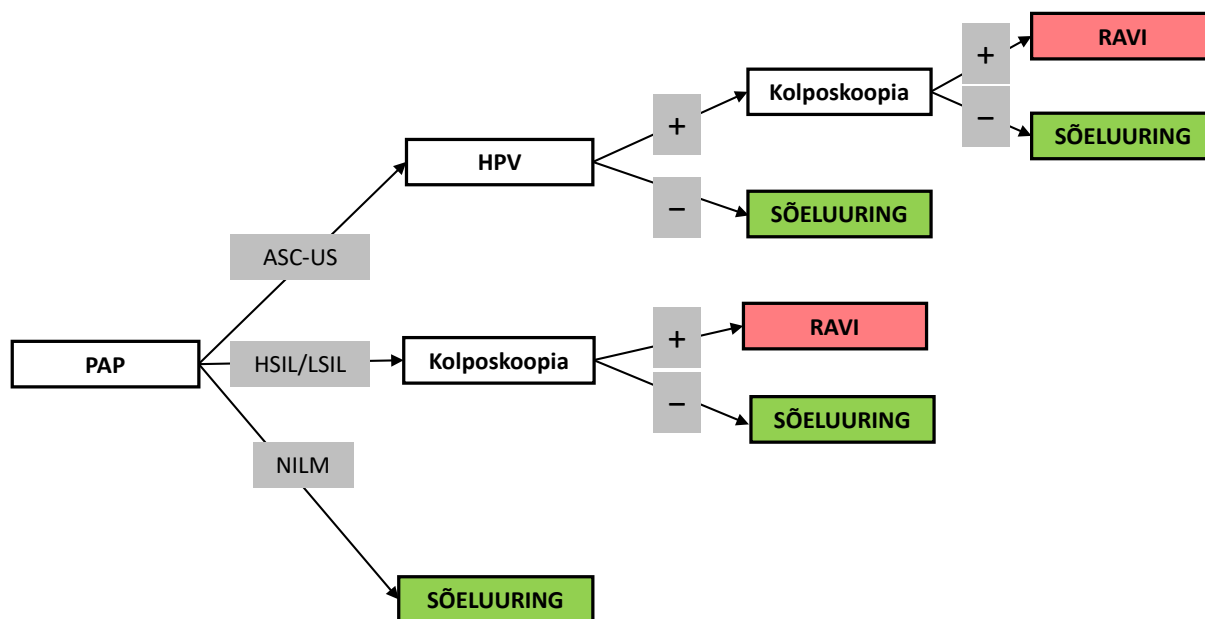 RAVI
+
Kolposkoopia
−
SÕELUURING
+
HPV
−
SÕELUURING
ASC-US
RAVI
+
PAP
HSIL/LSIL
Kolposkoopia
−
SÕELUURING
NILM
SÕELUURING